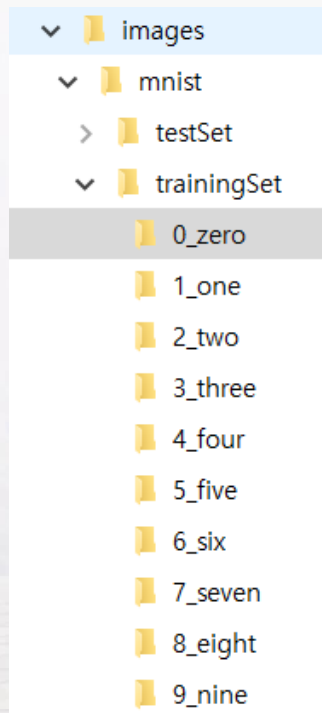 images
mnist
testSet
trainingSet
0_zero
1_one
2_two
3_three
4_four
5_five
6_six
7_seven
8_eight
9_nine